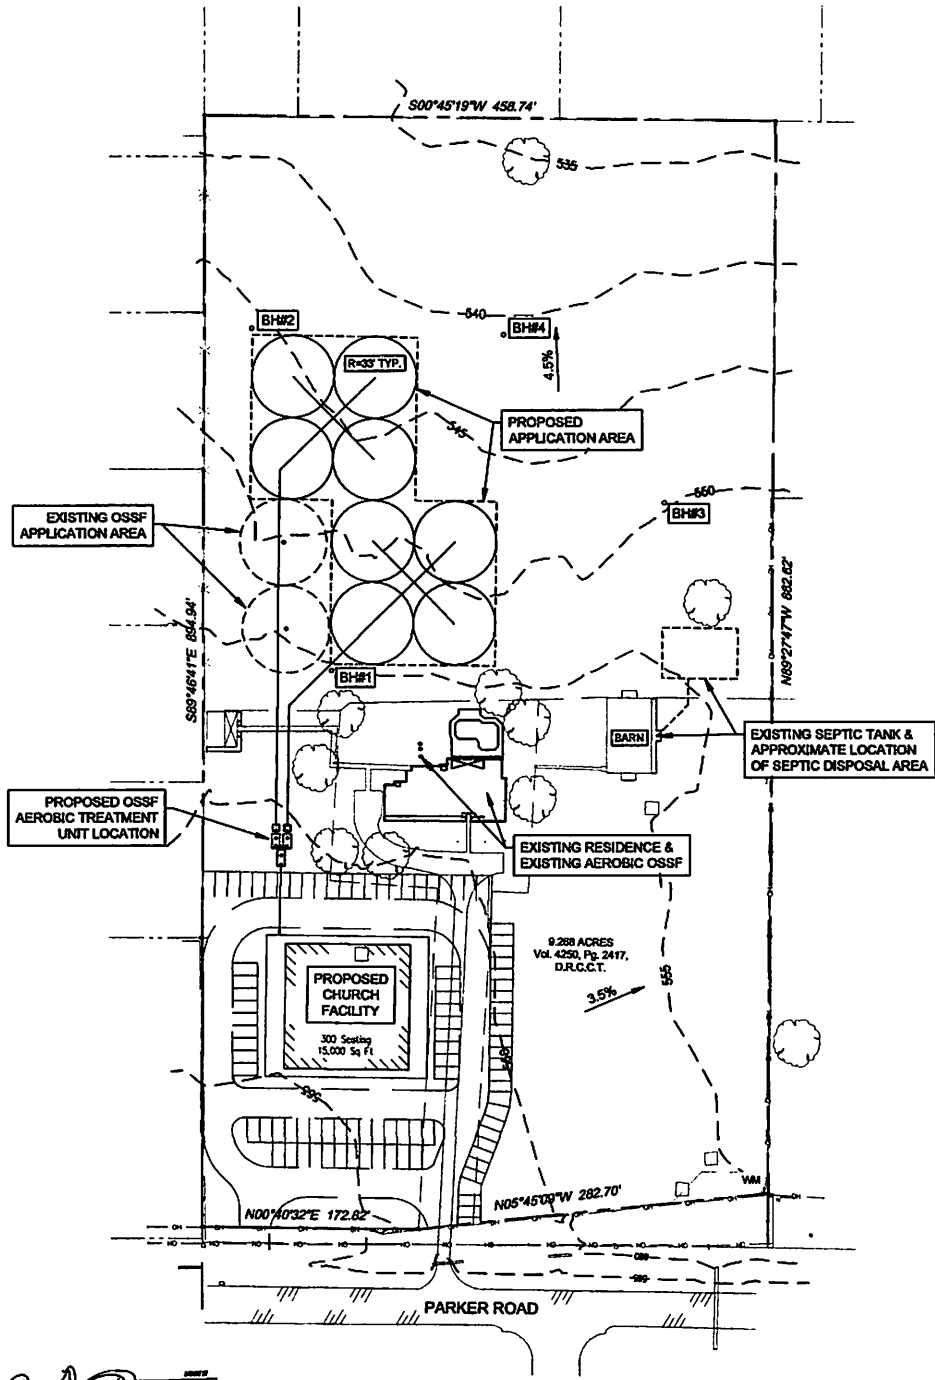 S00°45'19"W 458.74'
535
540
BH#2
BH#4
4.5%
R=33' TYP.
545
PROPOSED
APPLICATION AREA
550
BH#3
EXISTING OSSF
APPLICATION AREA
S89°46'41"E 894.94'
N89°27'47"W 882.62'
BH#1
BARN
EXISTING SEPTIC TANK &
APPROXIMATE LOCATION
OF SEPTIC DISPOSAL AREA
PROPOSED OSSF
AEROBIC TREATMENT
UNIT LOCATION
EXISTING RESIDENCE &
EXISTING AEROBIC OSSF
9.268 ACRES
Vol. 4250, Pg. 2417,
D.R.C.C.T.
3.5%
555
PROPOSED
CHURCH
FACILITY
300 Seating
15,000 Sq Ft
560
565
WM
N00°40'32"E 172.82'
N05°45'09"W 282.70'
PARKER ROAD